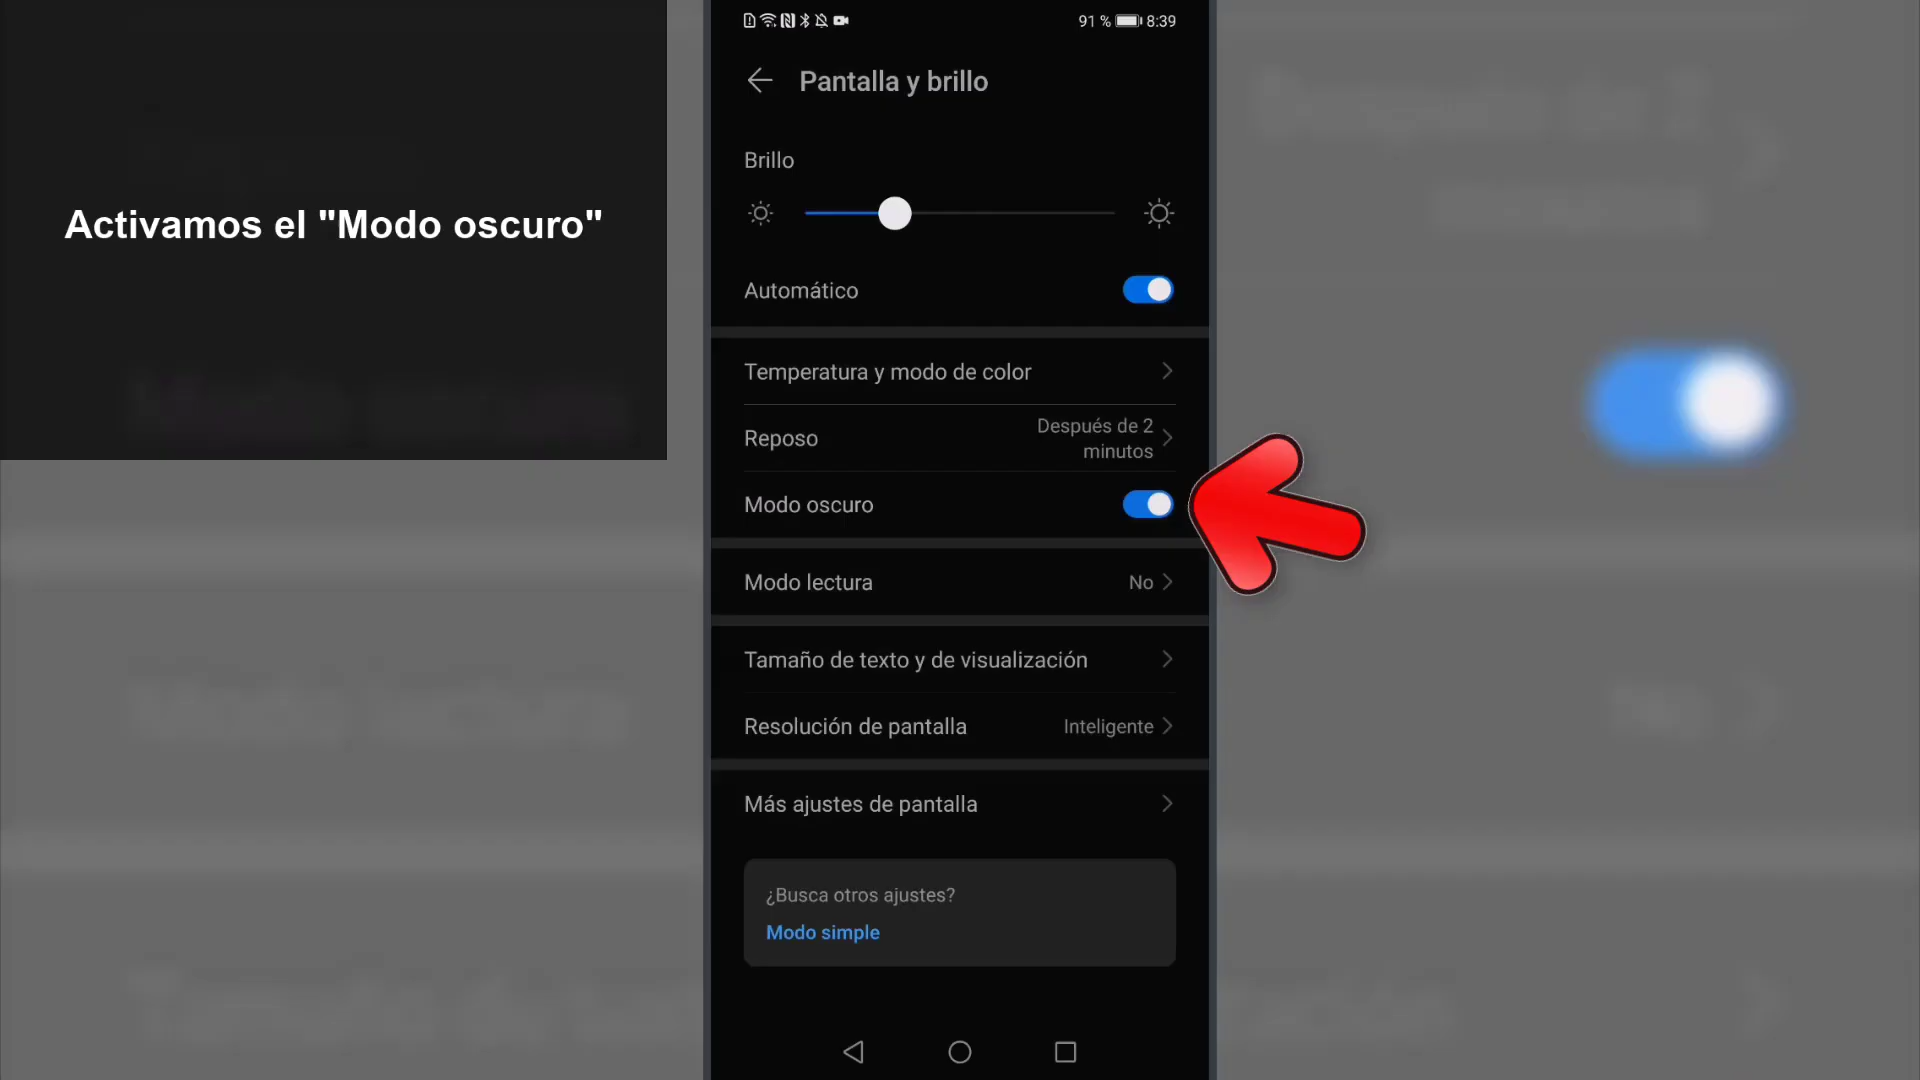 Activamos el "Modo oscuro"
91 % 8:39
Pantalla y brillo
Brillo
Automático
Temperatura y modo de color
Reposo
Después de 2
minutos
Modo oscuro
Modo lectura
No
Tamaño de texto y de visualización
Resolución de pantalla
Inteligente
Más ajustes de pantalla
¿Busca otros ajustes?
Modo simple